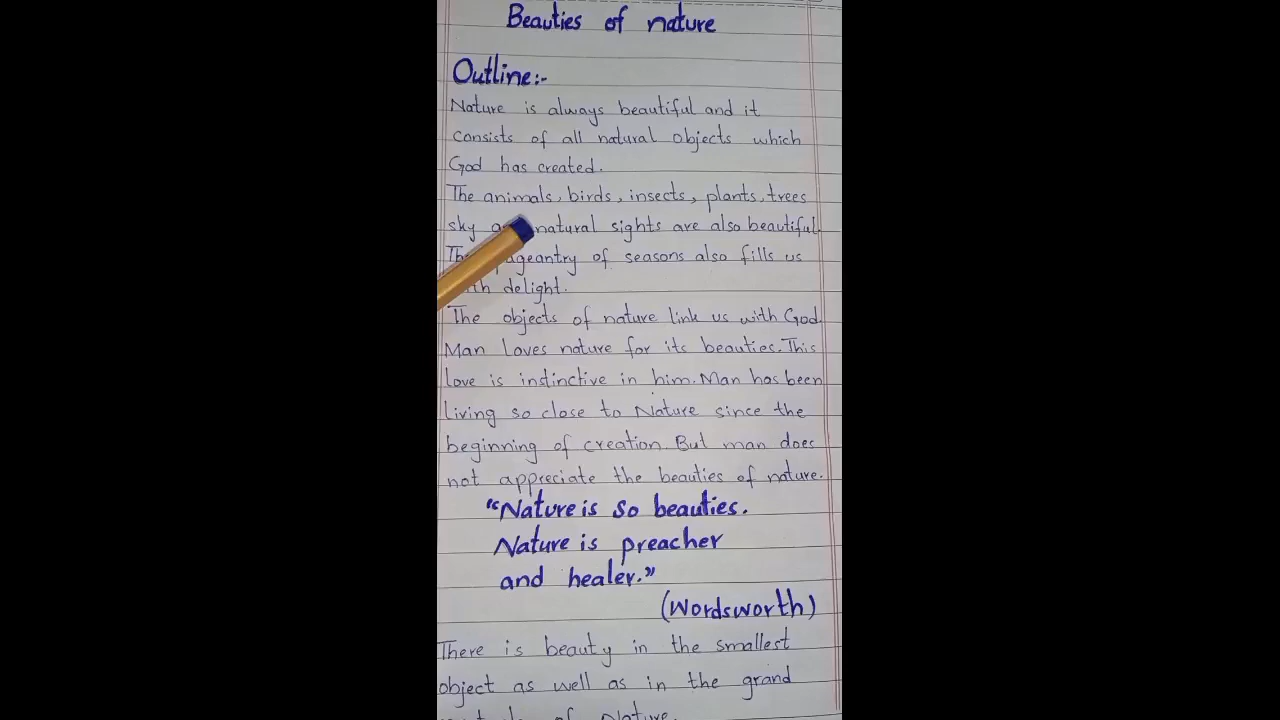 Beauties of nature
Outline:-
Nature is always beautiful and it
consists of all natural objects which
God has created.
The animals, birds, insects, plants, trees
sky natural sights are also beautiful.
of seasons also fills us
delight.
The objects of nature link us with God.
Man loves nature for its beauties. This
love is instinctive in him. Man has been
living so close to Nature since the
beginning of creation. But man does
not appreciate the beauties of nature.
"Nature is so beauties.
Nature is preacher
and healer."
(Wordsworth)
There is beauty in the smallest
object as well as in the grand
of Nature.